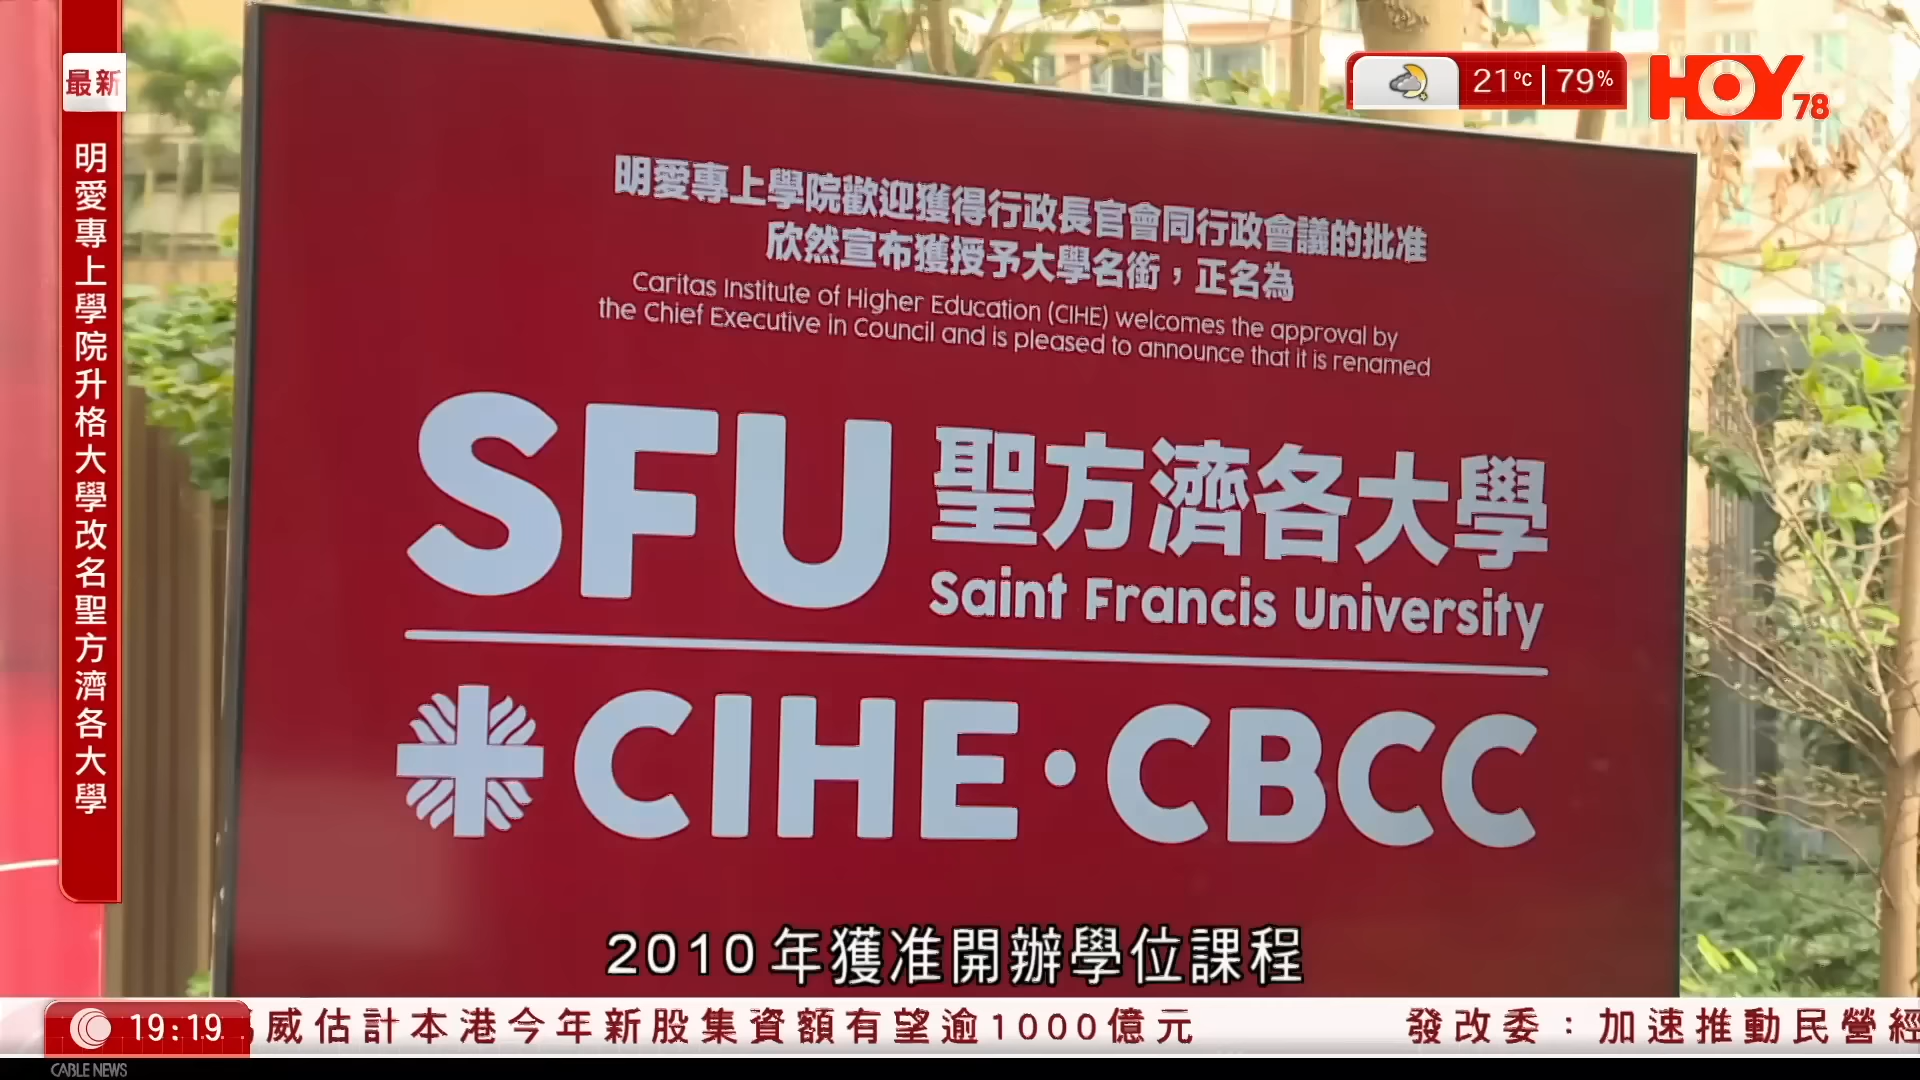 最新
明愛專上學院升格大學改名聖方濟各大學
21°C 79%
HOY 78
明愛專上學院歡迎獲得行政長官會同行政會議的批准
欣然宣布獲授予大學名銜，正名為
Caritas Institute of Higher Education (CIHE) welcomes the approval by
the Chief Executive in Council and is pleased to announce that it is renamed
SFU
聖方濟各大學
Saint Francis University
CIHE·CBCC
2010年獲准開辦學位課程
19:19
威估計本港今年新股集資額有望逾1000億元
發改委：加速推動民營經
CABLE NEWS